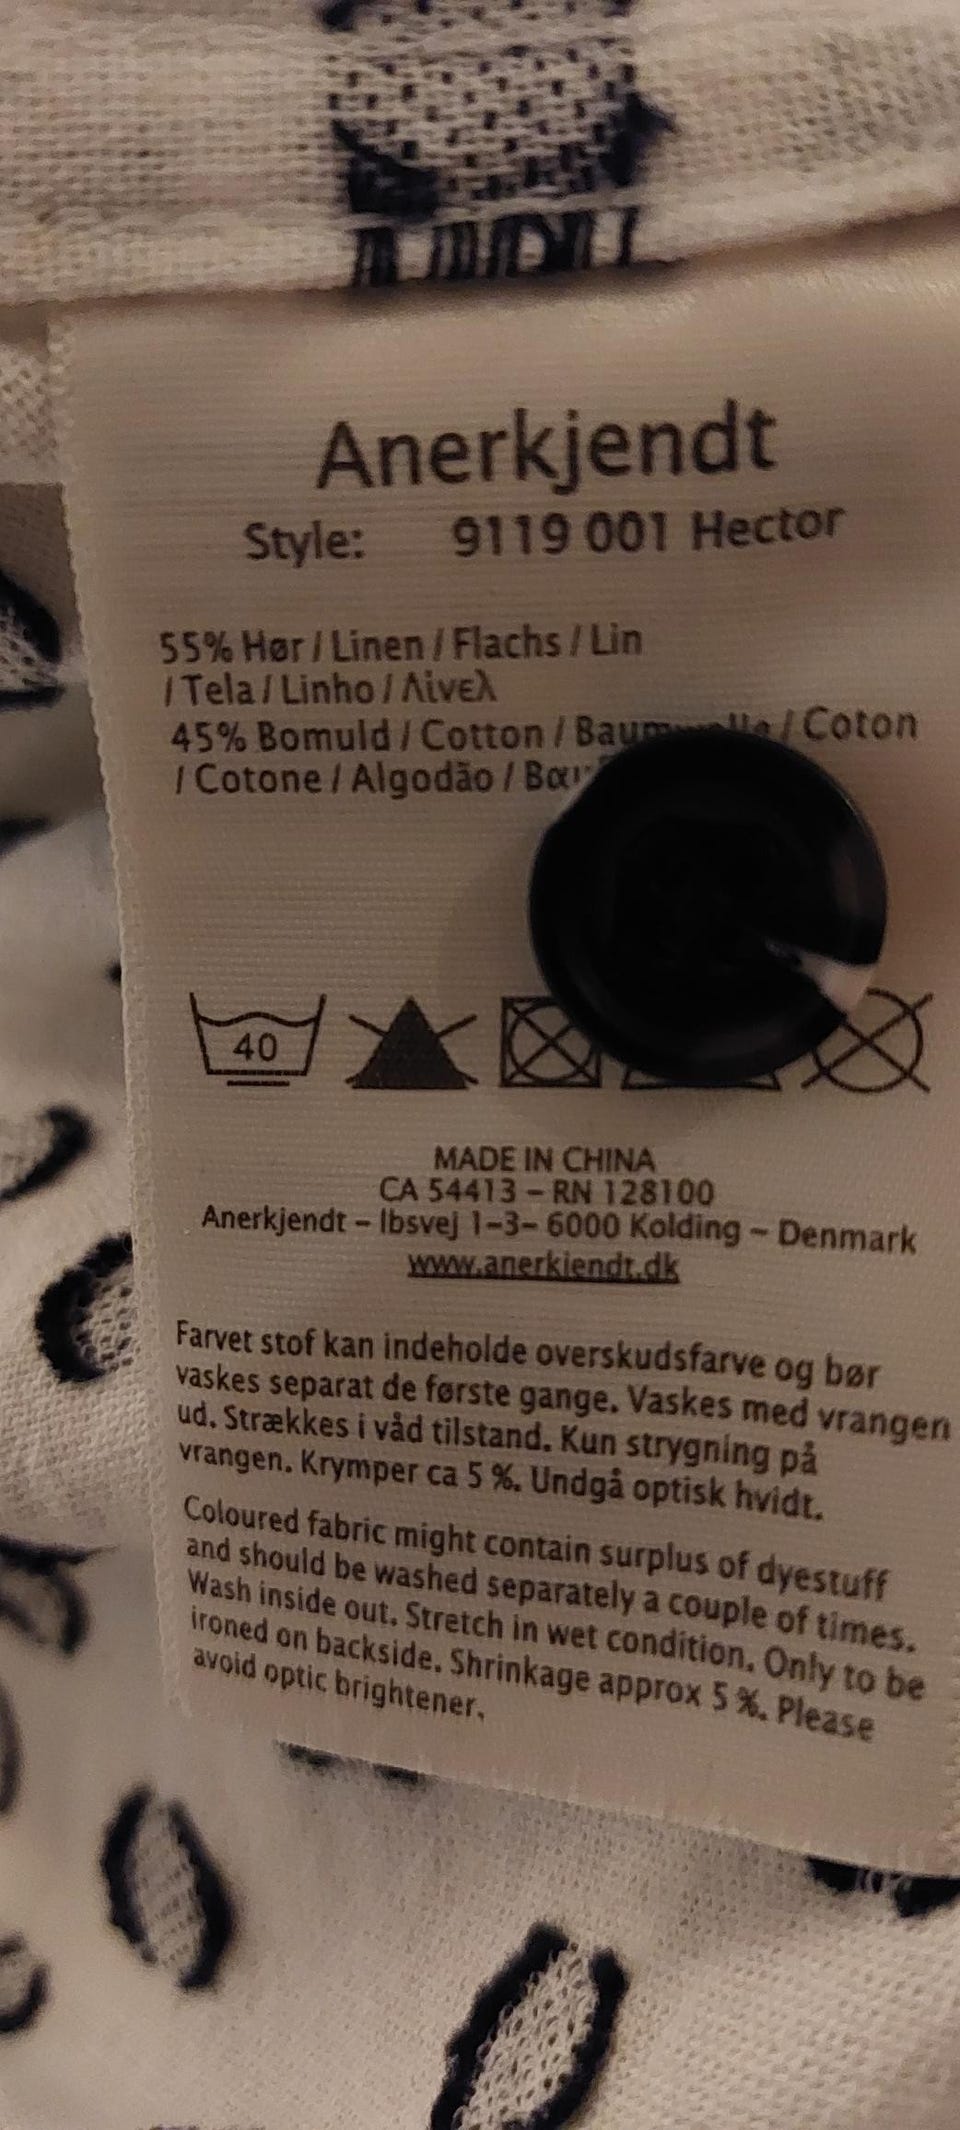 Anerkjendt
Style: 9119 001 Hector
55% Hør / Linen / Flachs / Lin
/ Tela / Linho / Λίνελ
45% Bomuld / Cotton / / Coton
/ Cotone / Algodão /
40
MADE IN CHINA
CA 54413 – RN 128100
Anerkjendt – Ibsvej 1–3– 6000 Kolding – Denmark
www.anerkjendt.dk
Farvet stof kan indeholde overskudsfarve og bør
vaskes separat de første gange. Vaskes med vrangen
ud. Strækkes i våd tilstand. Kun strygning på
vrangen. Krymper ca 5 %. Undgå optisk hvidt.
Coloured fabric might contain surplus of dyestuff
and should be washed separately a couple of times.
Wash inside out. Stretch in wet condition. Only to be
ironed on backside. Shrinkage approx 5 %. Please
avoid optic brightener.